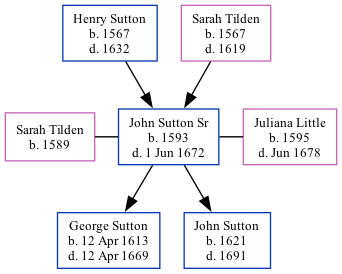 Henry Sutton
b. 1567
d. 1632
Sarah Tilden
b. 1567
d. 1619
Sarah Tilden
b. 1589
John Sutton Sr
b. 1593
d. 1 Jun 1672
Juliana Little
b. 1595
d. Jun 1678
George Sutton
b. 12 Apr 1613
d. 12 Apr 1669
John Sutton
b. 1621
d. 1691